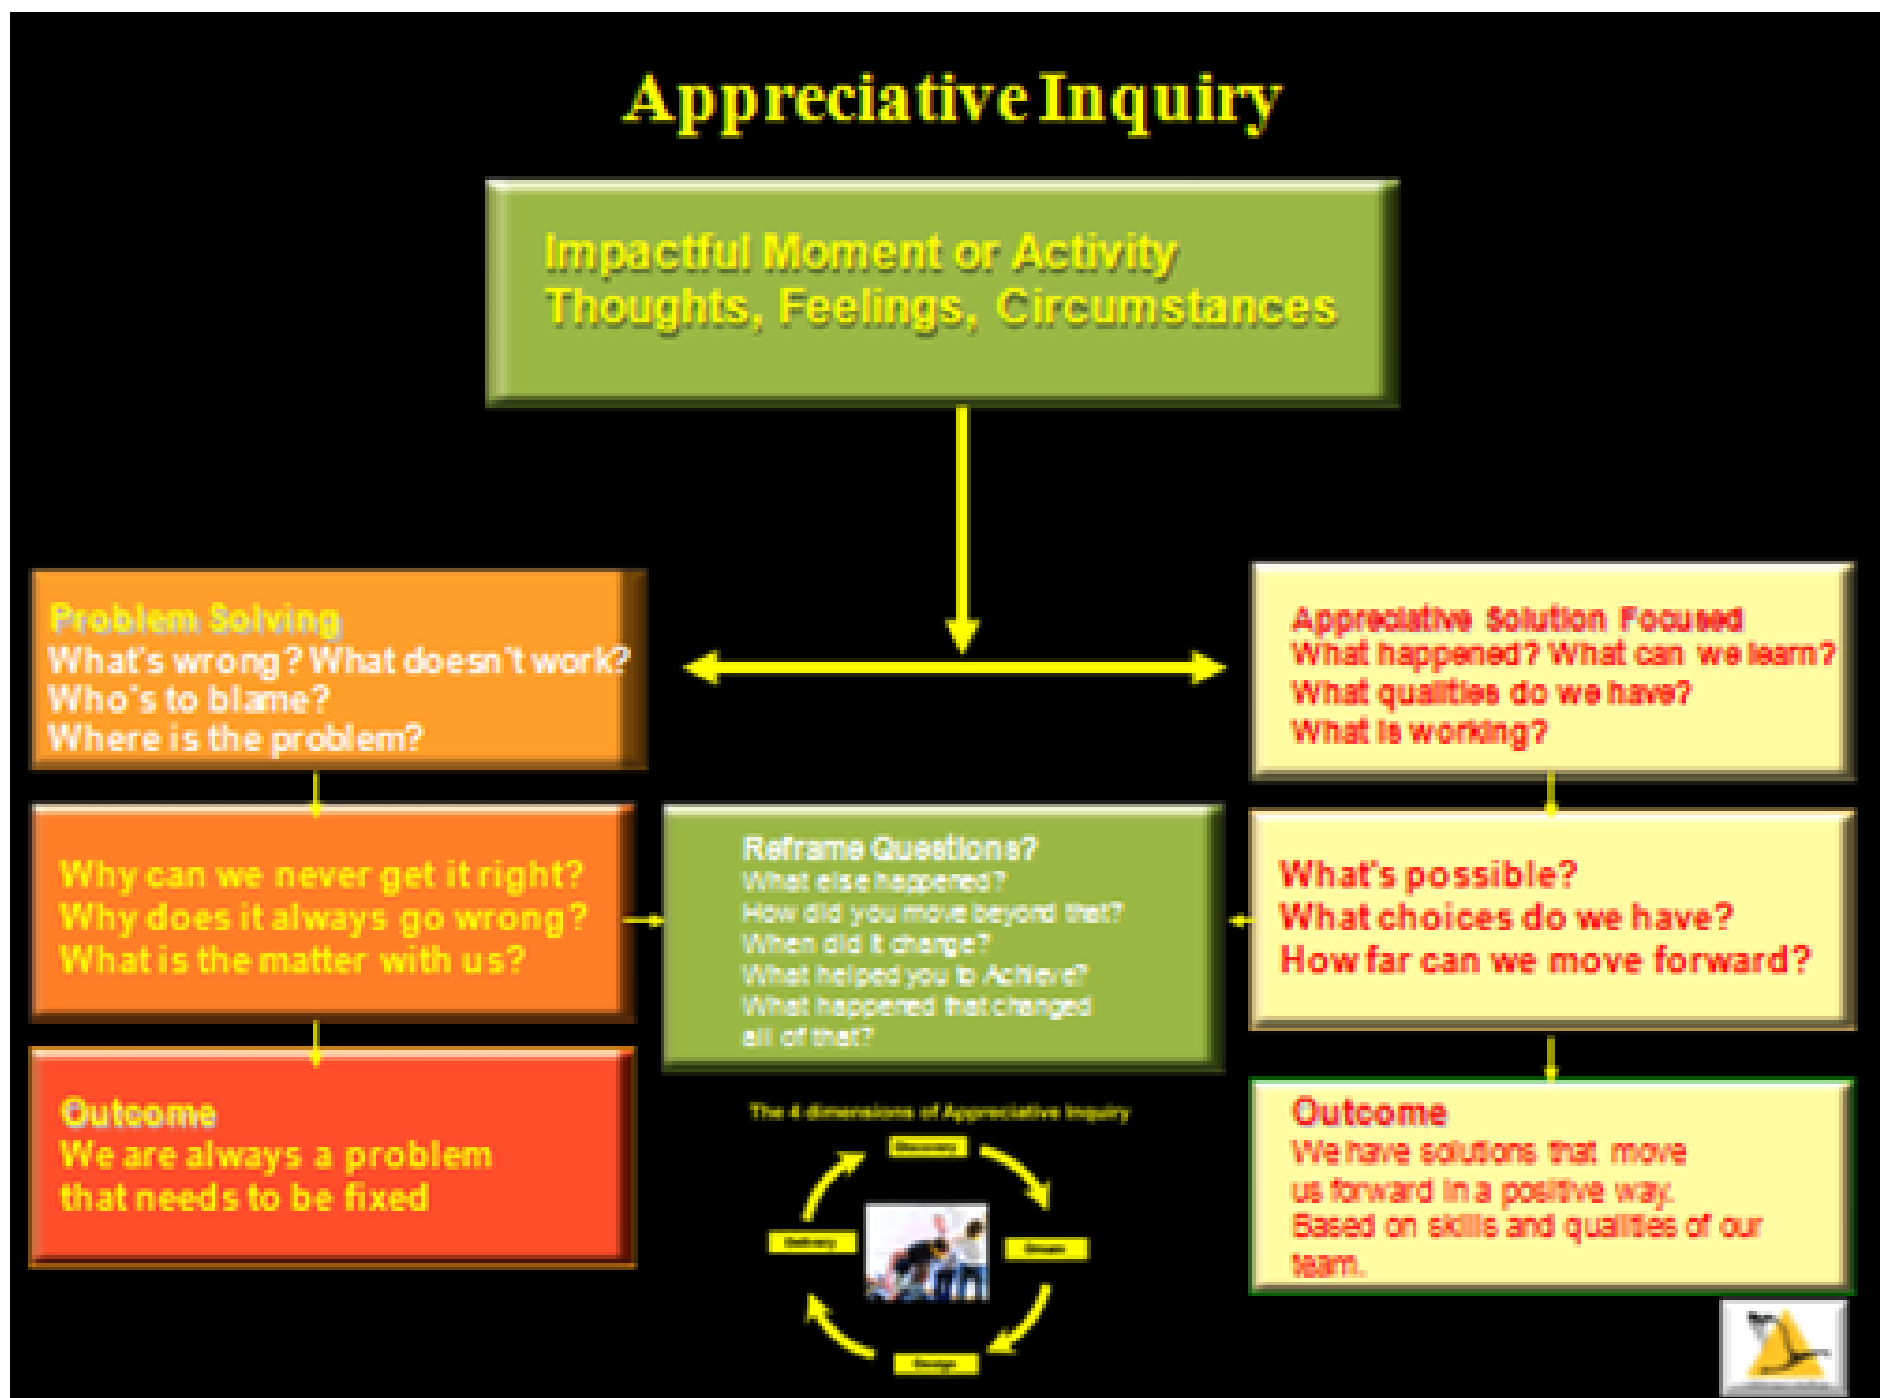 Appreciative Inquiry
Impactful Moment or Activity
Thoughts, Feelings, Circumstances
Problem Solving
What's wrong? What doesn't work?
Who's to blame?
Where is the problem?
Appreciative Solution Focused
What happened? What can we learn?
What qualities do we have?
What is working?
Why can we never get it right?
Why does it always go wrong?
What is the matter with us?
Reframe Questions?
What else happened?
How did you move beyond that?
When did it change?
What helped you to Achieve?
What happened that changed
all of that?
What's possible?
What choices do we have?
How far can we move forward?
Outcome
We are always a problem
that needs to be fixed
The 4 dimensions of Appreciative Inquiry
Discovery
Delivery
Dream
Design
Outcome
We have solutions that move
us forward in a positive way.
Based on skills and qualities of our
team.